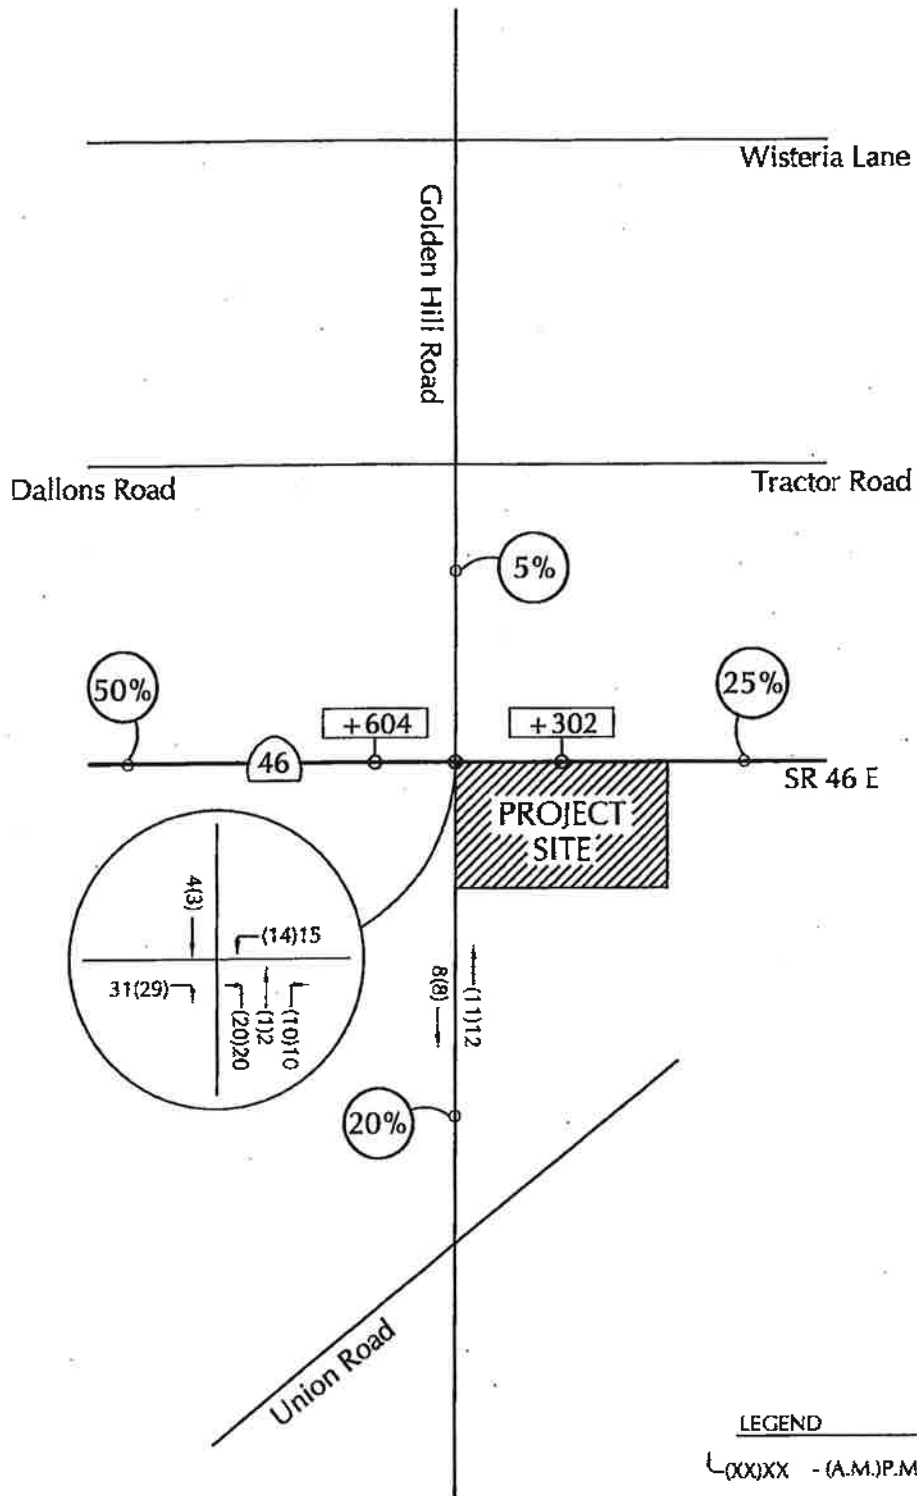 Wisteria Lane
Golden Hill Road
Dallons Road
Tractor Road
5%
50%
25%
+604
+302
46
SR 46 E
PROJECT
SITE
4(3)
(14)15
31(29)
(20)20
(1)2
(10)10
8(8)
(11)12
20%
Union Road
LEGEND
(XX)XX - (A.M.)P.M